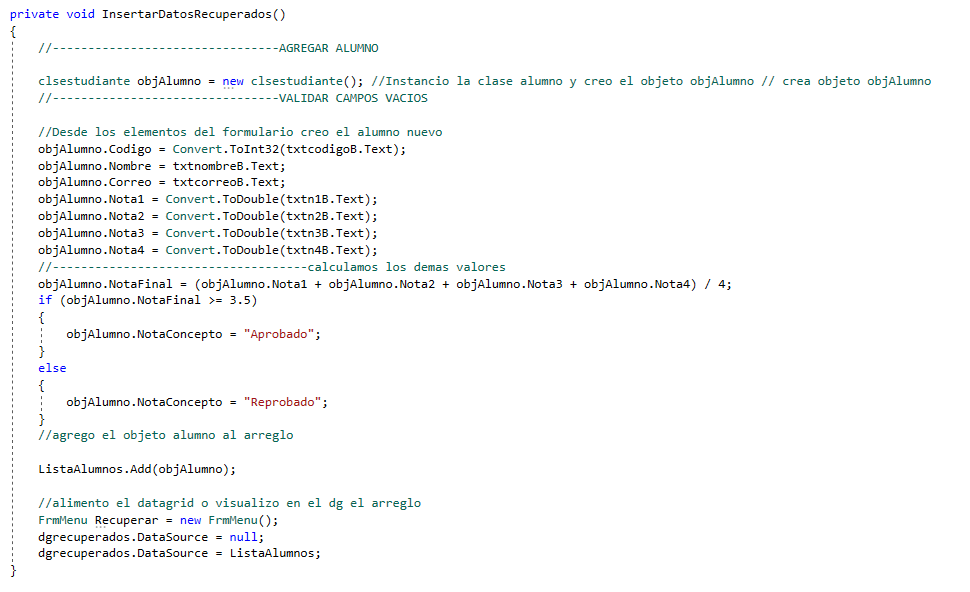 private void InsertarDatosRecuperados()
{
//--------------------------------AGREGAR ALUMNO
clsestudiante objAlumno = new clsestudiante(); //Instancio la clase alumno y creo el objeto objAlumno // crea objeto objAlumno
//--------------------------------VALIDAR CAMPOS VACIOS
//Desde los elementos del formulario creo el alumno nuevo
objAlumno.Codigo = Convert.ToInt32(txtcodigoB.Text);
objAlumno.Nombre = txtnombreB.Text;
objAlumno.Correo = txtcorreoB.Text;
objAlumno.Nota1 = Convert.ToDouble(txtn1B.Text);
objAlumno.Nota2 = Convert.ToDouble(txtn2B.Text);
objAlumno.Nota3 = Convert.ToDouble(txtn3B.Text);
objAlumno.Nota4 = Convert.ToDouble(txtn4B.Text);
//------------------------------------calculamos los demas valores
objAlumno.NotaFinal = (objAlumno.Nota1 + objAlumno.Nota2 + objAlumno.Nota3 + objAlumno.Nota4) / 4;
if (objAlumno.NotaFinal >= 3.5)
{
objAlumno.NotaConcepto = "Aprobado";
}
else
{
objAlumno.NotaConcepto = "Reprobado";
}
//agrego el objeto alumno al arreglo
ListaAlumnos.Add(objAlumno);
//alimento el datagrid o visualizo en el dg el arreglo
FrmMenu Recuperar = new FrmMenu();
dgrecuperados.DataSource = null;
dgrecuperados.DataSource = ListaAlumnos;
}